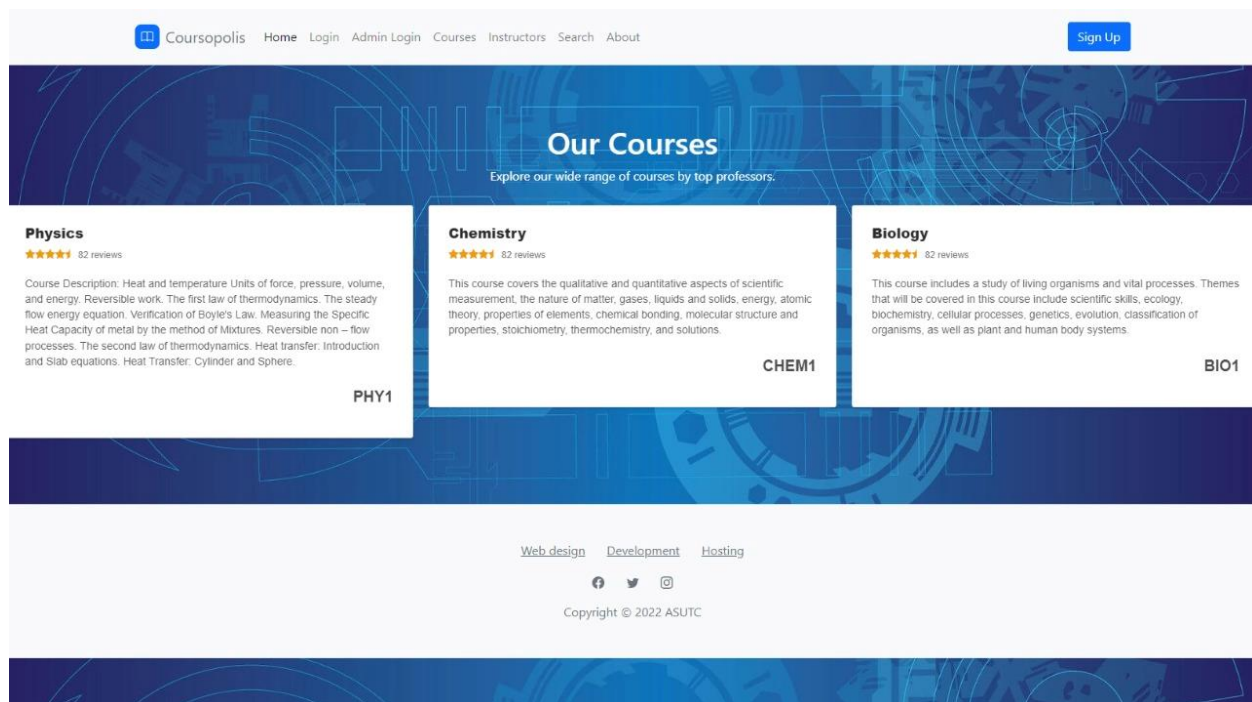 Coursopolis Home Login Admin Login Courses Instructors Search About Sign Up
Our Courses
Explore our wide range of courses by top professors.
Physics
82 reviews
Course Description: Heat and temperature Units of force, pressure, volume,
and energy. Reversible work. The first law of thermodynamics. The steady
flow energy equation. Verification of Boyle's Law. Measuring the Specific
Heat Capacity of metal by the method of Mixtures. Reversible non – flow
processes. The second law of thermodynamics. Heat transfer: Introduction
and Slab equations. Heat Transfer: Cylinder and Sphere.
PHY1
Chemistry
82 reviews
This course covers the qualitative and quantitative aspects of scientific
measurement, the nature of matter, gases, liquids and solids, energy, atomic
theory, properties of elements, chemical bonding, molecular structure and
properties, stoichiometry, thermochemistry, and solutions.
CHEM1
Biology
82 reviews
This course includes a study of living organisms and vital processes. Themes
that will be covered in this course include scientific skills, ecology,
biochemistry, cellular processes, genetics, evolution, classification of
organisms, as well as plant and human body systems.
BIO1
Web design Development Hosting
Copyright © 2022 ASUTC